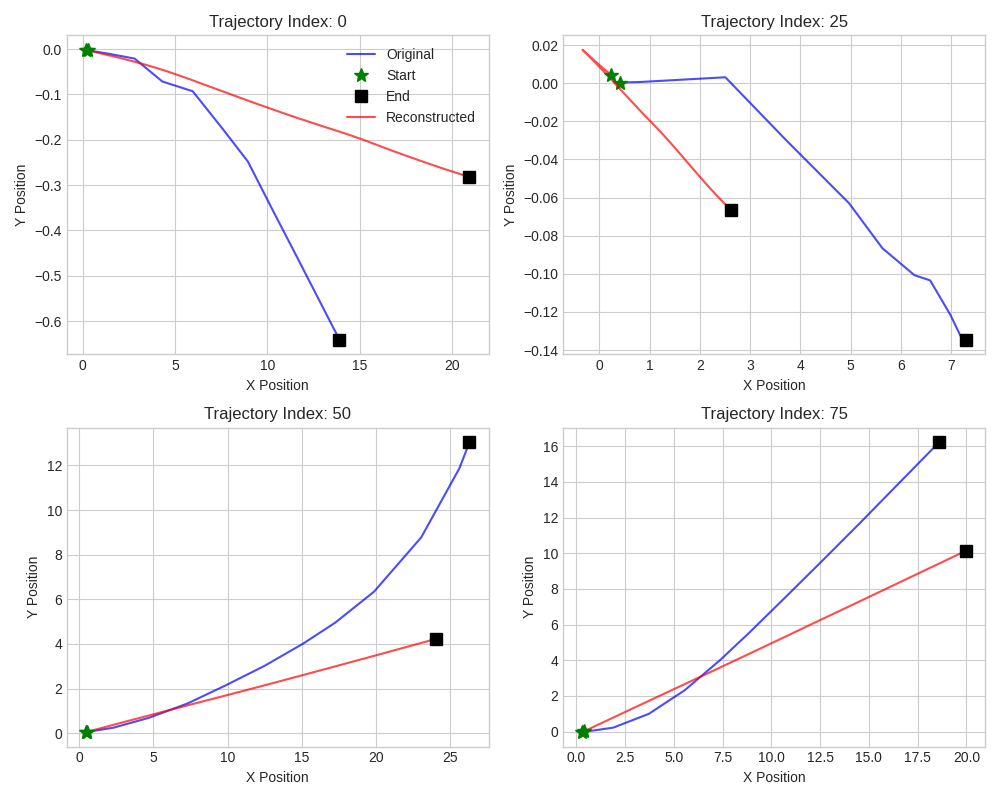 Trajectory Index: 0
0.0
−0.1
−0.2
−0.3
−0.4
−0.5
−0.6
Y Position
Original
Start
End
Reconstructed
0 5 10 15 20
X Position
Trajectory Index: 25
0.02
0.00
−0.02
−0.04
−0.06
−0.08
−0.10
−0.12
−0.14
Y Position
0 1 2 3 4 5 6 7
X Position
Trajectory Index: 50
12
10
8
6
4
2
0
Y Position
0 5 10 15 20 25
X Position
Trajectory Index: 75
16
14
12
10
8
6
4
2
0
Y Position
0.0 2.5 5.0 7.5 10.0 12.5 15.0 17.5 20.0
X Position